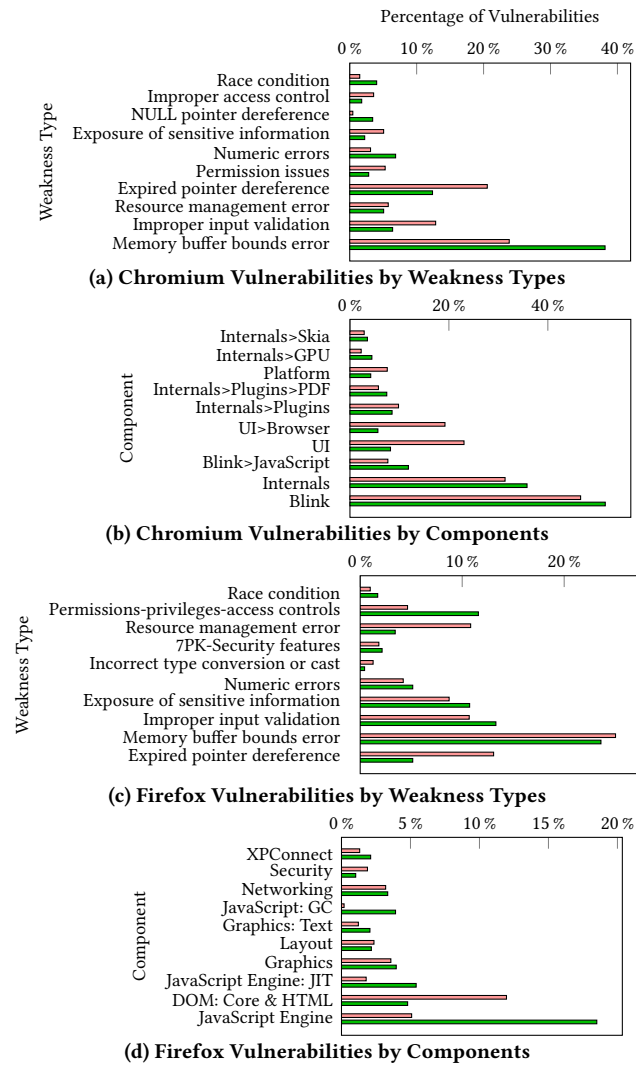 Percentage of Vulnerabilities
0 % 10 % 20 % 30 % 40 %
Weakness Type
Race condition
Improper access control
NULL pointer dereference
Exposure of sensitive information
Numeric errors
Permission issues
Expired pointer dereference
Resource management error
Improper input validation
Memory buffer bounds error
(a) Chromium Vulnerabilities by Weakness Types
0 % 20 % 40 %
Component
Internals>Skia
Internals>GPU
Platform
Internals>Plugins>PDF
Internals>Plugins
UI>Browser
UI
Blink>JavaScript
Internals
Blink
(b) Chromium Vulnerabilities by Components
0 % 10 % 20 %
Weakness Type
Race condition
Permissions-privileges-access controls
Resource management error
7PK-Security features
Incorrect type conversion or cast
Numeric errors
Exposure of sensitive information
Improper input validation
Memory buffer bounds error
Expired pointer dereference
(c) Firefox Vulnerabilities by Weakness Types
0 % 5 % 10 % 15 % 20 %
Component
XPConnect
Security
Networking
JavaScript: GC
Graphics: Text
Layout
Graphics
JavaScript Engine: JIT
DOM: Core & HTML
JavaScript Engine
(d) Firefox Vulnerabilities by Components